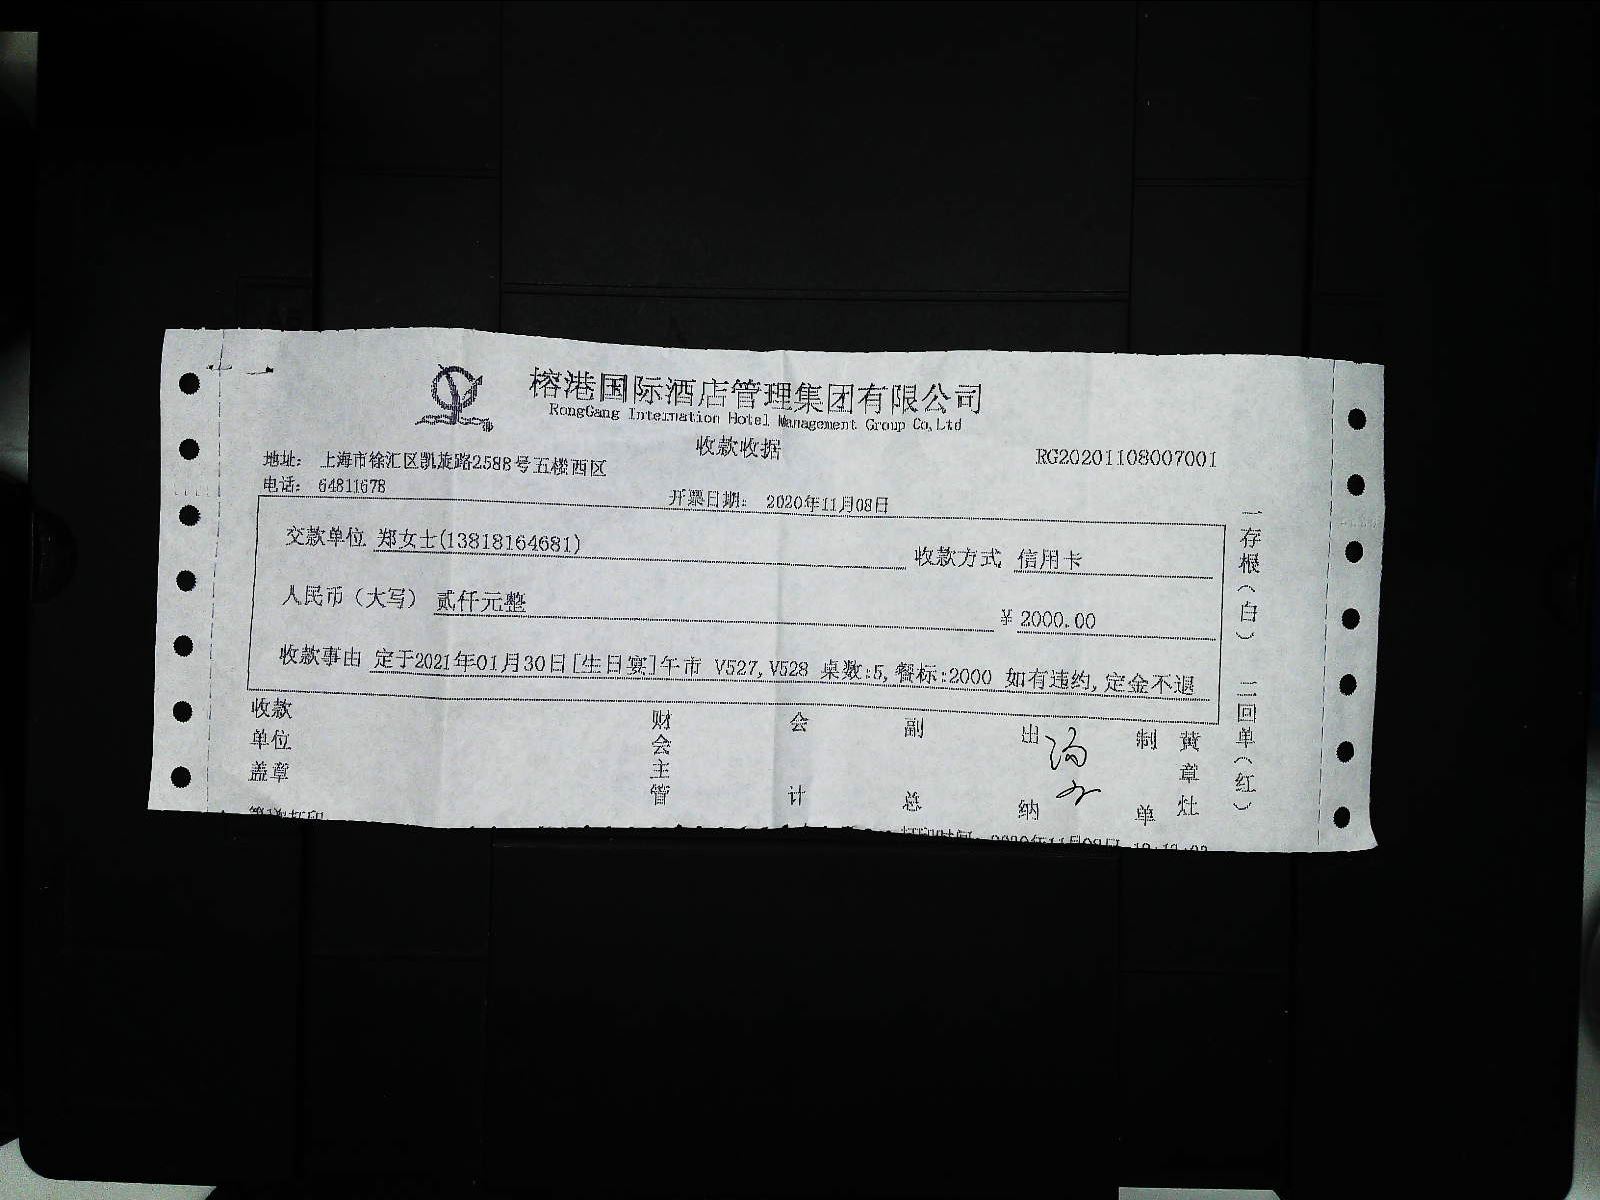 榕港国际酒店管理集团有限公司
RongGang Internation Hotel Management Group Co,Ltd
收款收据
地址: 上海市徐汇区凯旋路2588号五楼西区
RG20201108007001
电话: 64811678
开票日期: 2020年11月08日
交款单位 郑女士(13818164681)
收款方式 信用卡
人民币(大写) 贰仟元整
¥ 2000.00
收款事由 定于2021年01月30日[生日宴]午市 V527,V528 桌数:5,餐标:2000 如有违约,定金不退
收款单位盖章
财会主管
会计
副总
出纳
制单
黄章灶
一存根(白)
二回单(红)